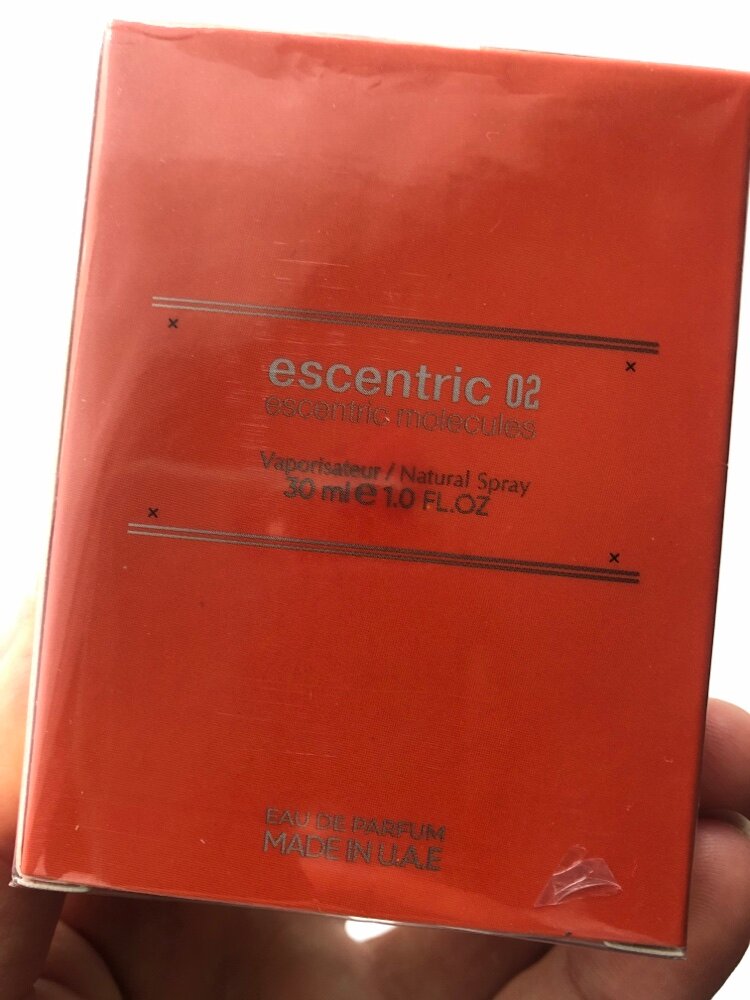 escentric 02
escentric molecules
Vaporisateur / Natural Spray
30 ml e 1.0 FL.OZ
EAU DE PARFUM
MADE IN U.A.E